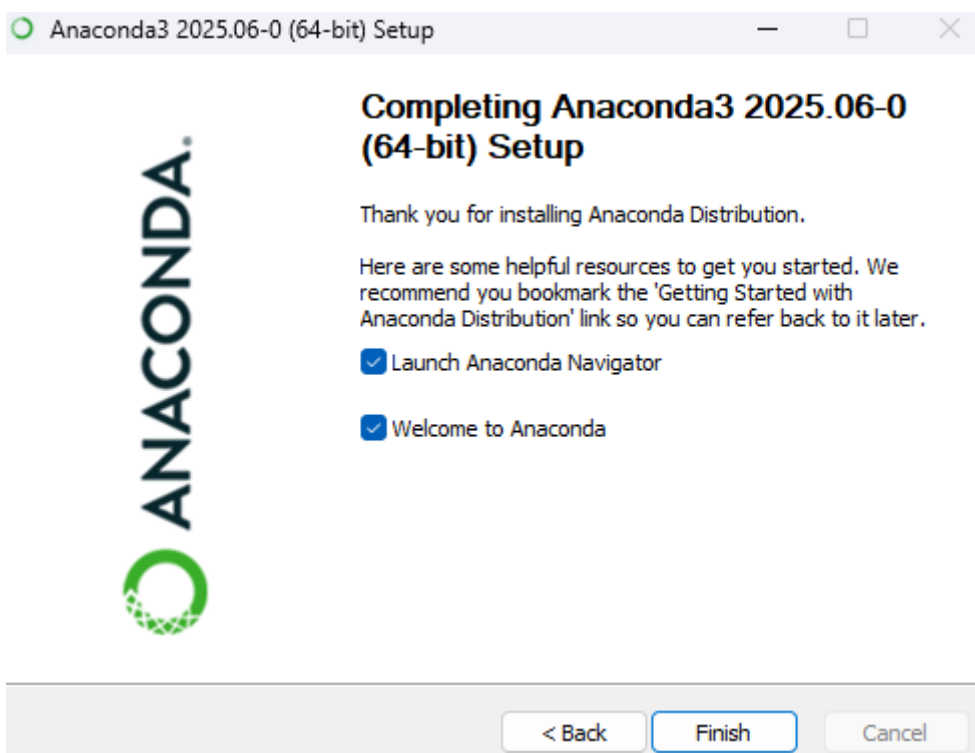 Anaconda3 2025.06-0 (64-bit) Setup
Completing Anaconda3 2025.06-0
(64-bit) Setup
ANACONDA.
Thank you for installing Anaconda Distribution.
Here are some helpful resources to get you started. We
recommend you bookmark the 'Getting Started with
Anaconda Distribution' link so you can refer back to it later.
Launch Anaconda Navigator
Welcome to Anaconda
< Back
Finish
Cancel